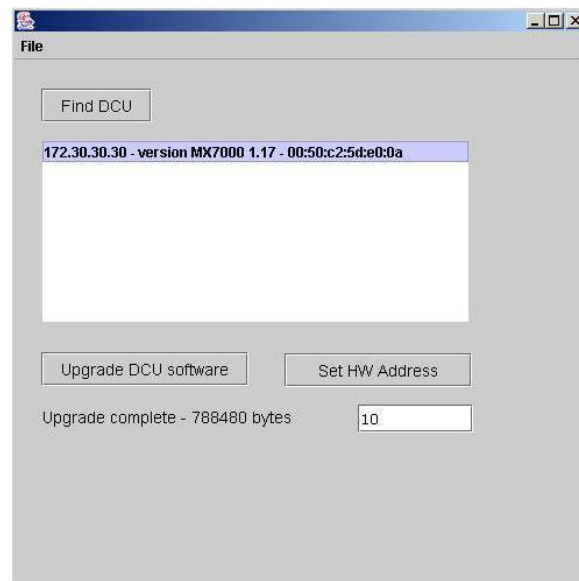 File
Find DCU
172.30.30.30 - version MX7000 1.17 - 00:50:c2:5d:e0:0a
Upgrade DCU software
Set HW Address
Upgrade complete - 788480 bytes
10